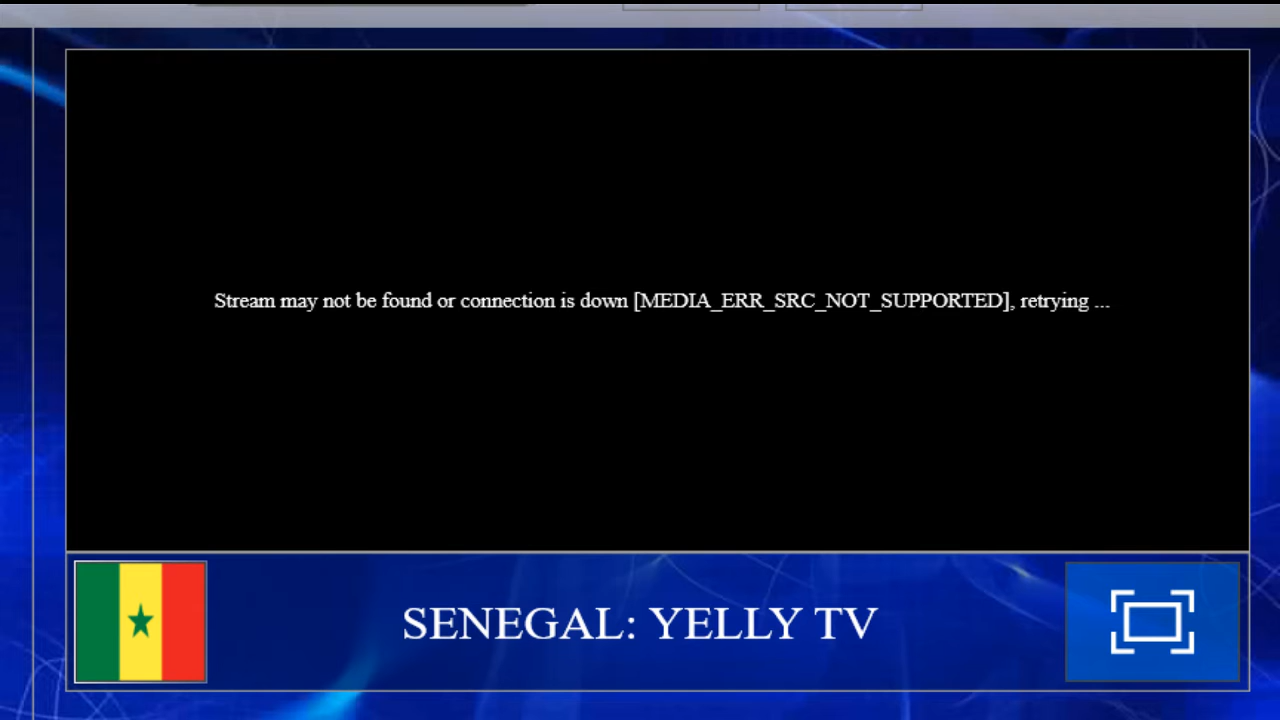 Stream may not be found or connection is down [MEDIA_ERR_SRC_NOT_SUPPORTED], retrying ...
SENEGAL: YELLY TV